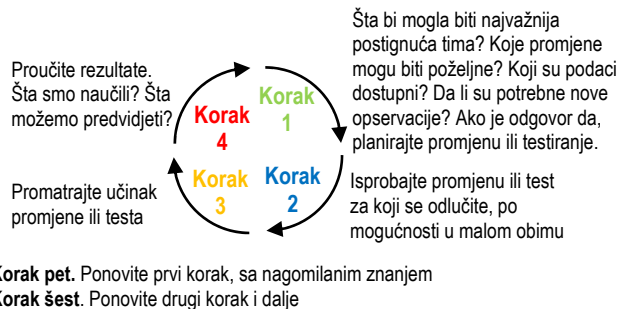 Šta bi mogla biti najvažnija
postignuća tima? Koje promjene
mogu biti poželjne? Koji su podaci
dostupni? Da li su potrebne nove
opservacije? Ako je odgovor da,
planirajte promjenu ili testiranje.
Korak
1
Isprobajte promjenu ili test
za koji se odlučite, po
mogućnosti u malom obimu
Korak
2
Promatrajte učinak
promjene ili testa
Korak
3
Proučite rezultate.
Šta smo naučili? Šta
možemo predvidjeti?
Korak
4
Korak pet. Ponovite prvi korak, sa nagomilanim znanjem
Korak šest. Ponovite drugi korak i dalje